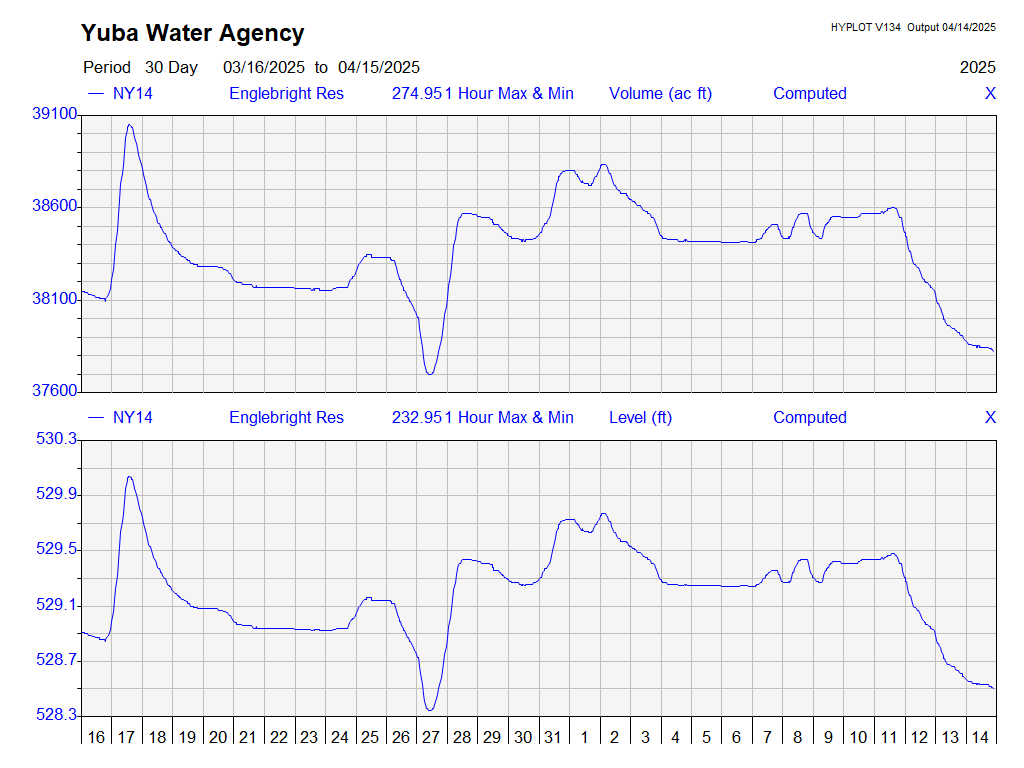 Yuba Water Agency
HYPLOT V134 Output 04/14/2025
Period 30 Day 03/16/2025 to 04/15/2025 2025
NY14 Englebright Res 274.951 Hour Max & Min Volume (ac ft) Computed X
39100
38600
38100
37600
NY14 Englebright Res 232.951 Hour Max & Min Level (ft) Computed X
530.3
529.9
529.5
529.1
528.7
528.3
16 17 18 19 20 21 22 23 24 25 26 27 28 29 30 31 1 2 3 4 5 6 7 8 9 10 11 12 13 14